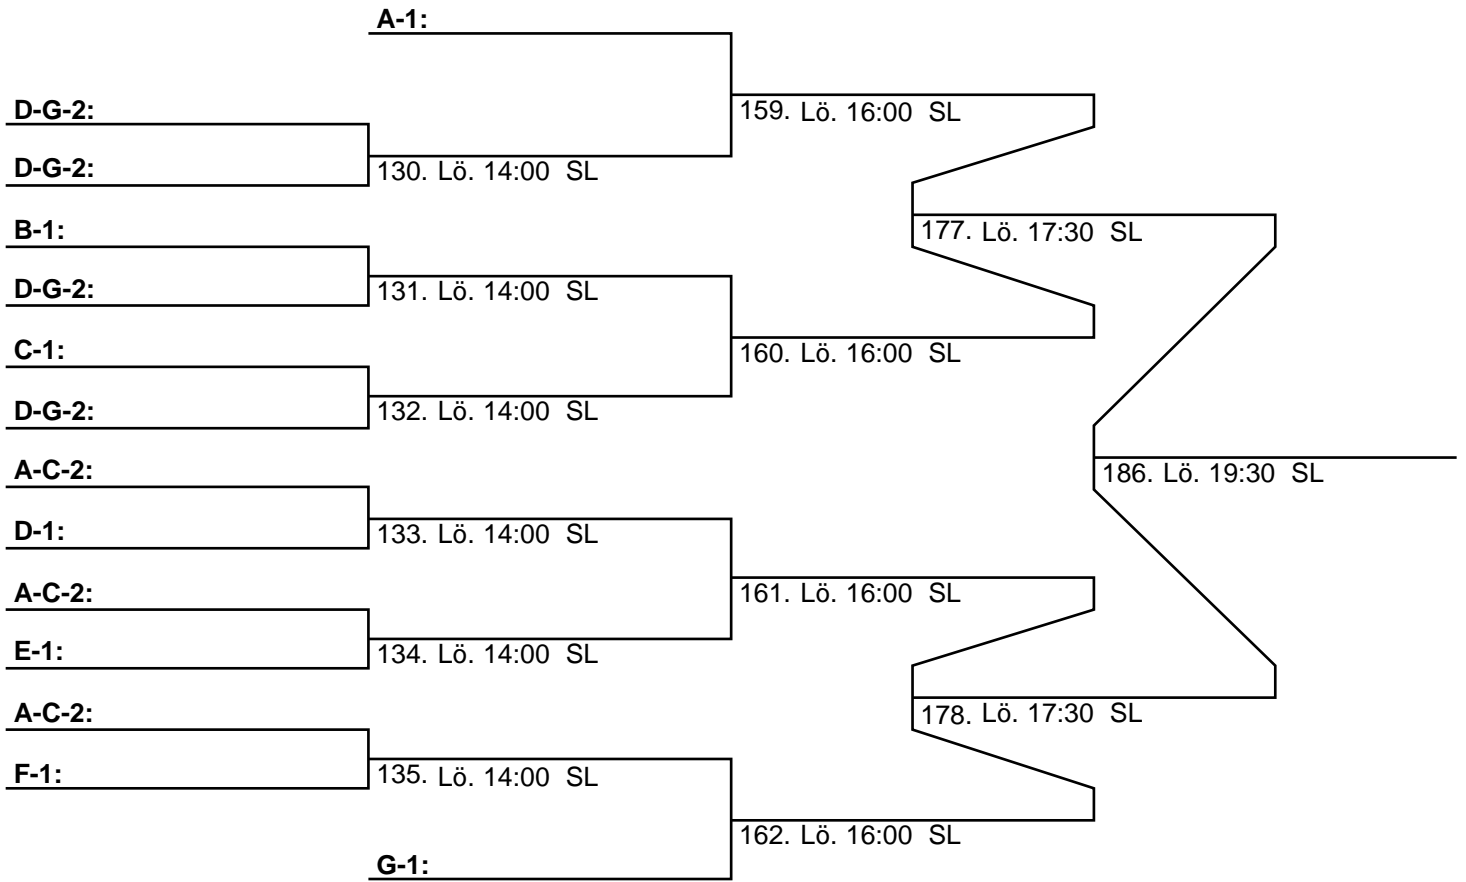 A-1:
D-G-2:
159. Lö. 16:00 SL
D-G-2:
130. Lö. 14:00 SL
B-1:
177. Lö. 17:30 SL
D-G-2:
131. Lö. 14:00 SL
C-1:
160. Lö. 16:00 SL
D-G-2:
132. Lö. 14:00 SL
A-C-2:
186. Lö. 19:30 SL
D-1:
133. Lö. 14:00 SL
A-C-2:
161. Lö. 16:00 SL
E-1:
134. Lö. 14:00 SL
A-C-2:
178. Lö. 17:30 SL
F-1:
135. Lö. 14:00 SL
162. Lö. 16:00 SL
G-1: